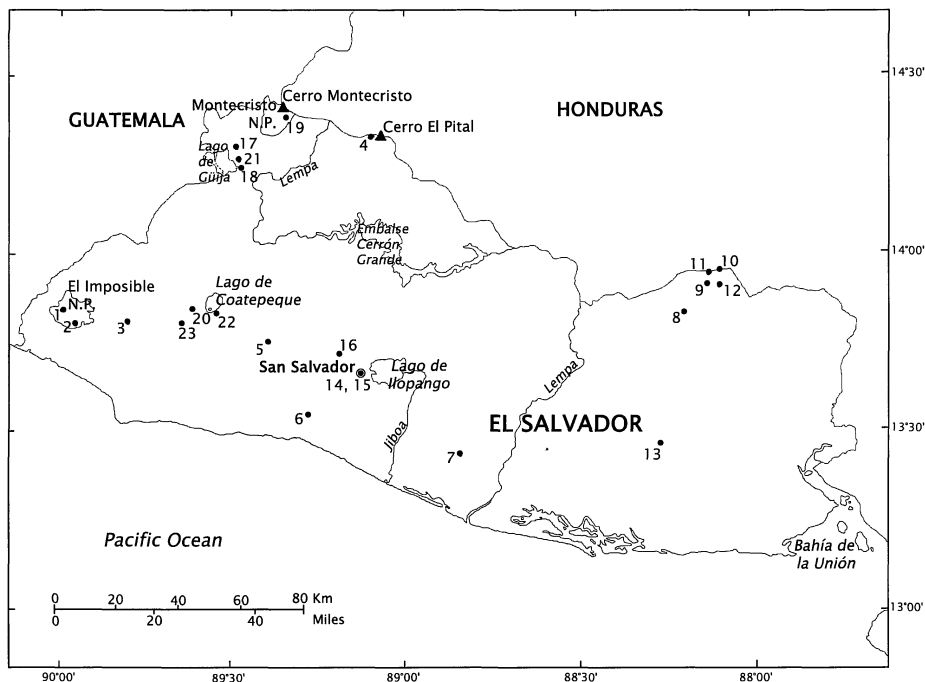 14°30'
Cerro Montecristo
Montecristo
N.P.
GUATEMALA
HONDURAS
19
Cerro El Pital
4
17
Lago
de
Güija
21
18
Lempa
Embalse
Cerrón
Grande
14°00'
11
10
9
12
8
El Imposible
N.P.
1
2
3
Lago de
Coatepeque
20
22
23
5
16
San Salvador
14, 15
Lago de
Ilopango
Lempa
6
Jiboa
EL SALVADOR
13°30'
7
13
Pacific Ocean
Bahía de
la Unión
0 20 40 60 80 Km
0 20 40 Miles
13°00'
90°00' 89°30' 89°00' 88°30' 88°00'